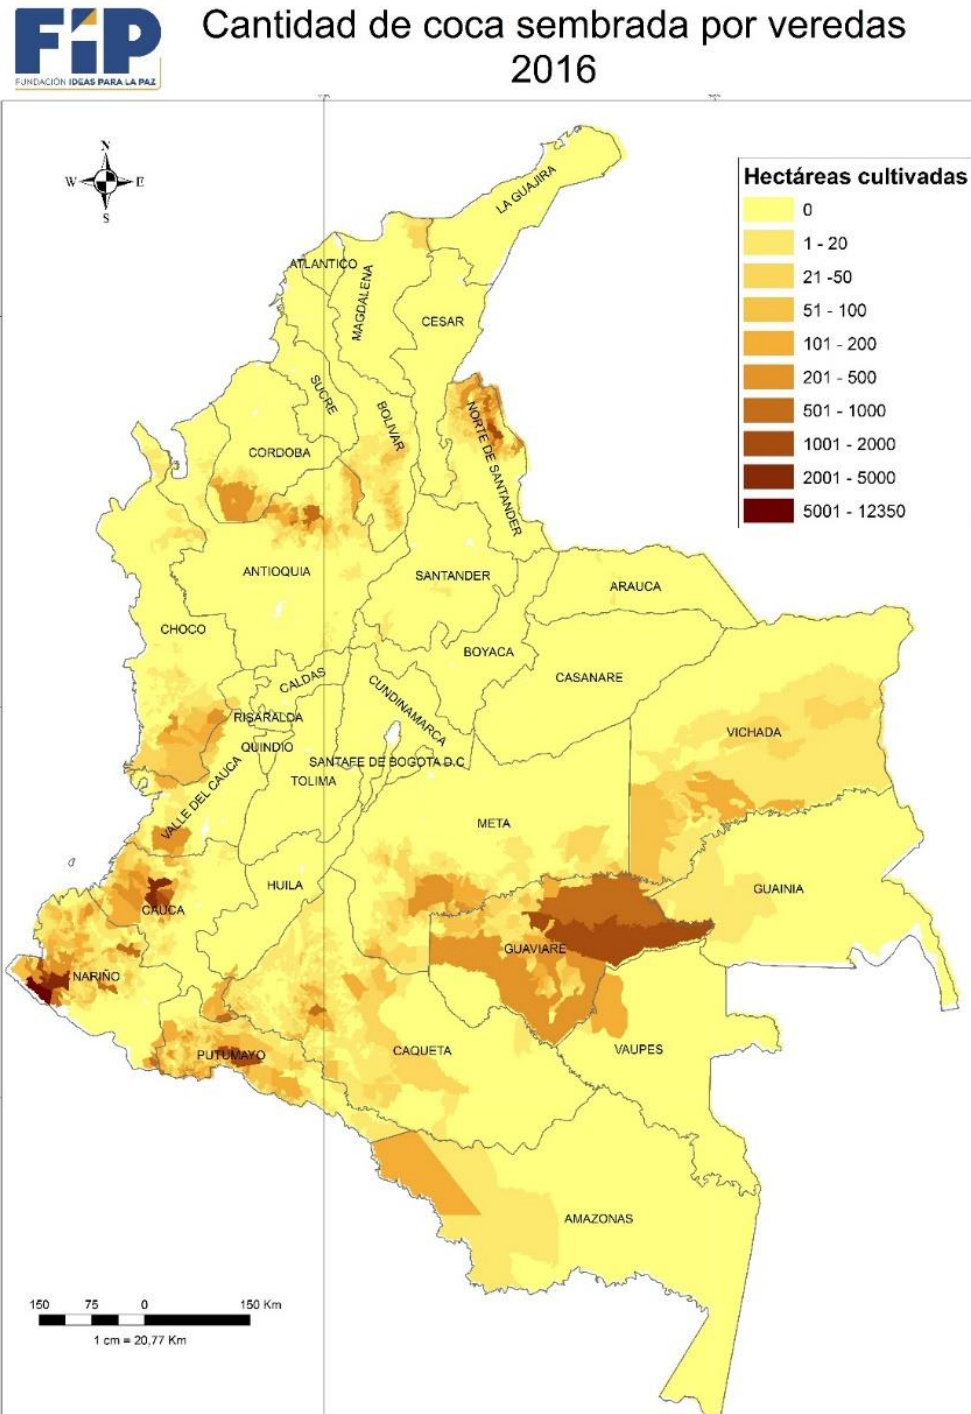 FiP
FUNDACIÓN IDEAS PARA LA PAZ
Cantidad de coca sembrada por veredas
2016
N
W E
S
Hectáreas cultivadas
0
1 - 20
21 -50
51 - 100
101 - 200
201 - 500
501 - 1000
1001 - 2000
2001 - 5000
5001 - 12350
LA GUAJIRA
ATLANTICO
MAGDALENA
CESAR
SUCRE
BOLIVAR
NORTE DE SANTANDER
CORDOBA
ANTIOQUIA
SANTANDER
ARAUCA
CHOCO
BOYACA
CASANARE
CALDAS
CUNDINAMARCA
RISARALDA
QUINDIO
VICHADA
SANTAFE DE BOGOTA D.C
TOLIMA
VALLE DEL CAUCA
META
HUILA
GUAINIA
CAUCA
GUAVIARE
NARIÑO
PUTUMAYO
CAQUETA
VAUPES
AMAZONAS
150 75 0 150 Km
1 cm = 20,77 Km